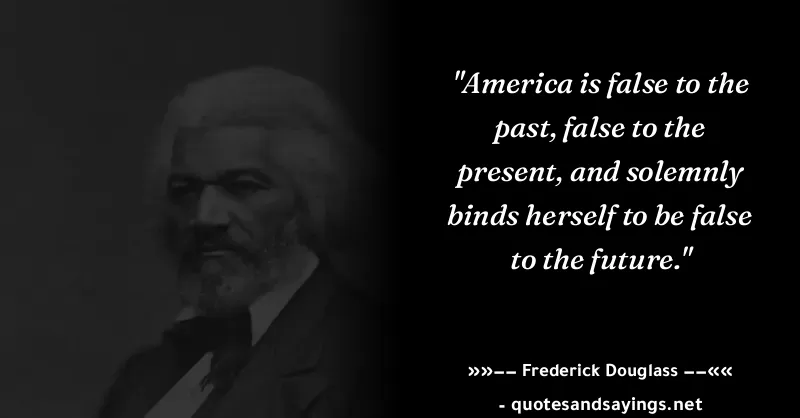 "America is false to the
past, false to the
present, and solemnly
binds herself to be false
to the future."
»»–– Frederick Douglass ––««
- quotesandsayings.net